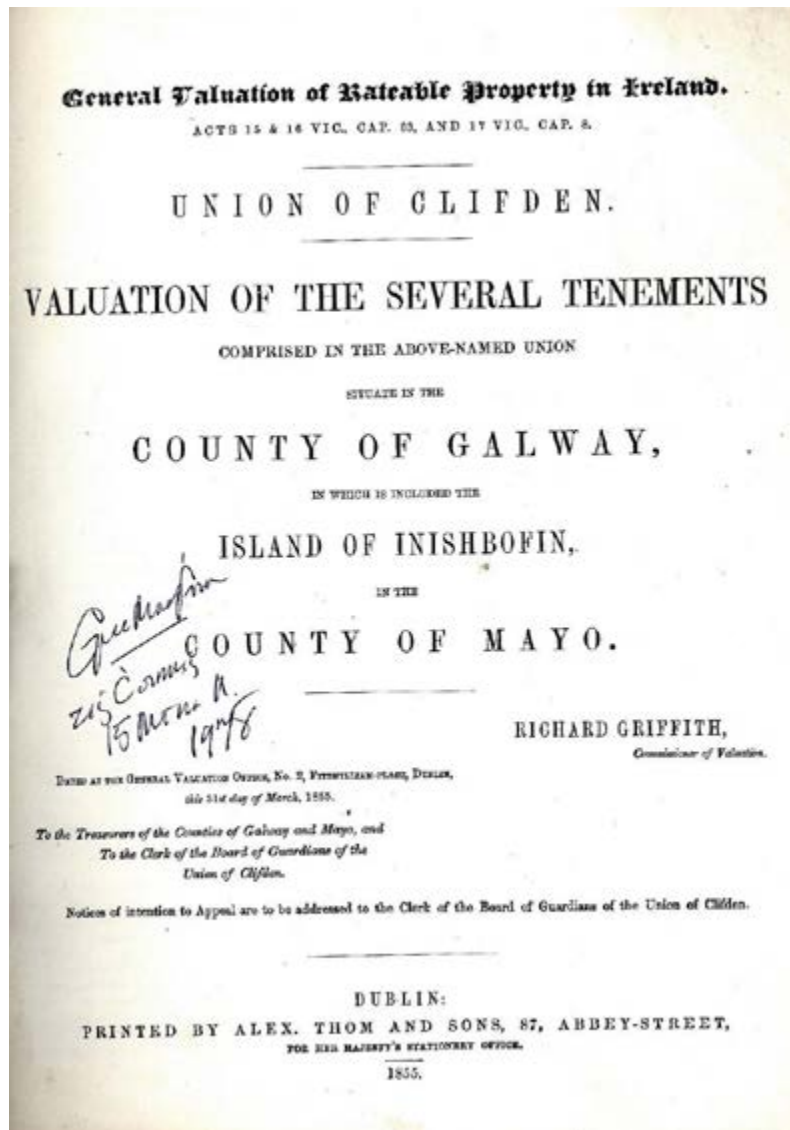 General Valuation of Rateable Property in Ireland.
ACTS 15 & 16 VIC., CAP. 63, AND 17 VIC., CAP. 8.
UNION OF CLIFDEN.
VALUATION OF THE SEVERAL TENEMENTS
COMPRISED IN THE ABOVE-NAMED UNION
SITUATE IN THE
COUNTY OF GALWAY,
IN WHICH IS INCLUDED THE
ISLAND OF INISHBOFIN,
IN THE
COUNTY OF MAYO.
RICHARD GRIFFITH,
Commissioner of Valuation.
DATED AT THE GENERAL VALUATION OFFICE, No. 2, FITZWILLIAM-PLACE, DUBLIN,
this 31st day of March, 1855.
To the Treasurers of the Counties of Galway and Mayo, and
To the Clerk of the Board of Guardians of the
Union of Clifden.
Notices of intention to Appeal are to be addressed to the Clerk of the Board of Guardians of the Union of Clifden.
DUBLIN:
PRINTED BY ALEX. THOM AND SONS, 87, ABBEY-STREET,
FOR HER MAJESTY'S STATIONERY OFFICE.
1855.